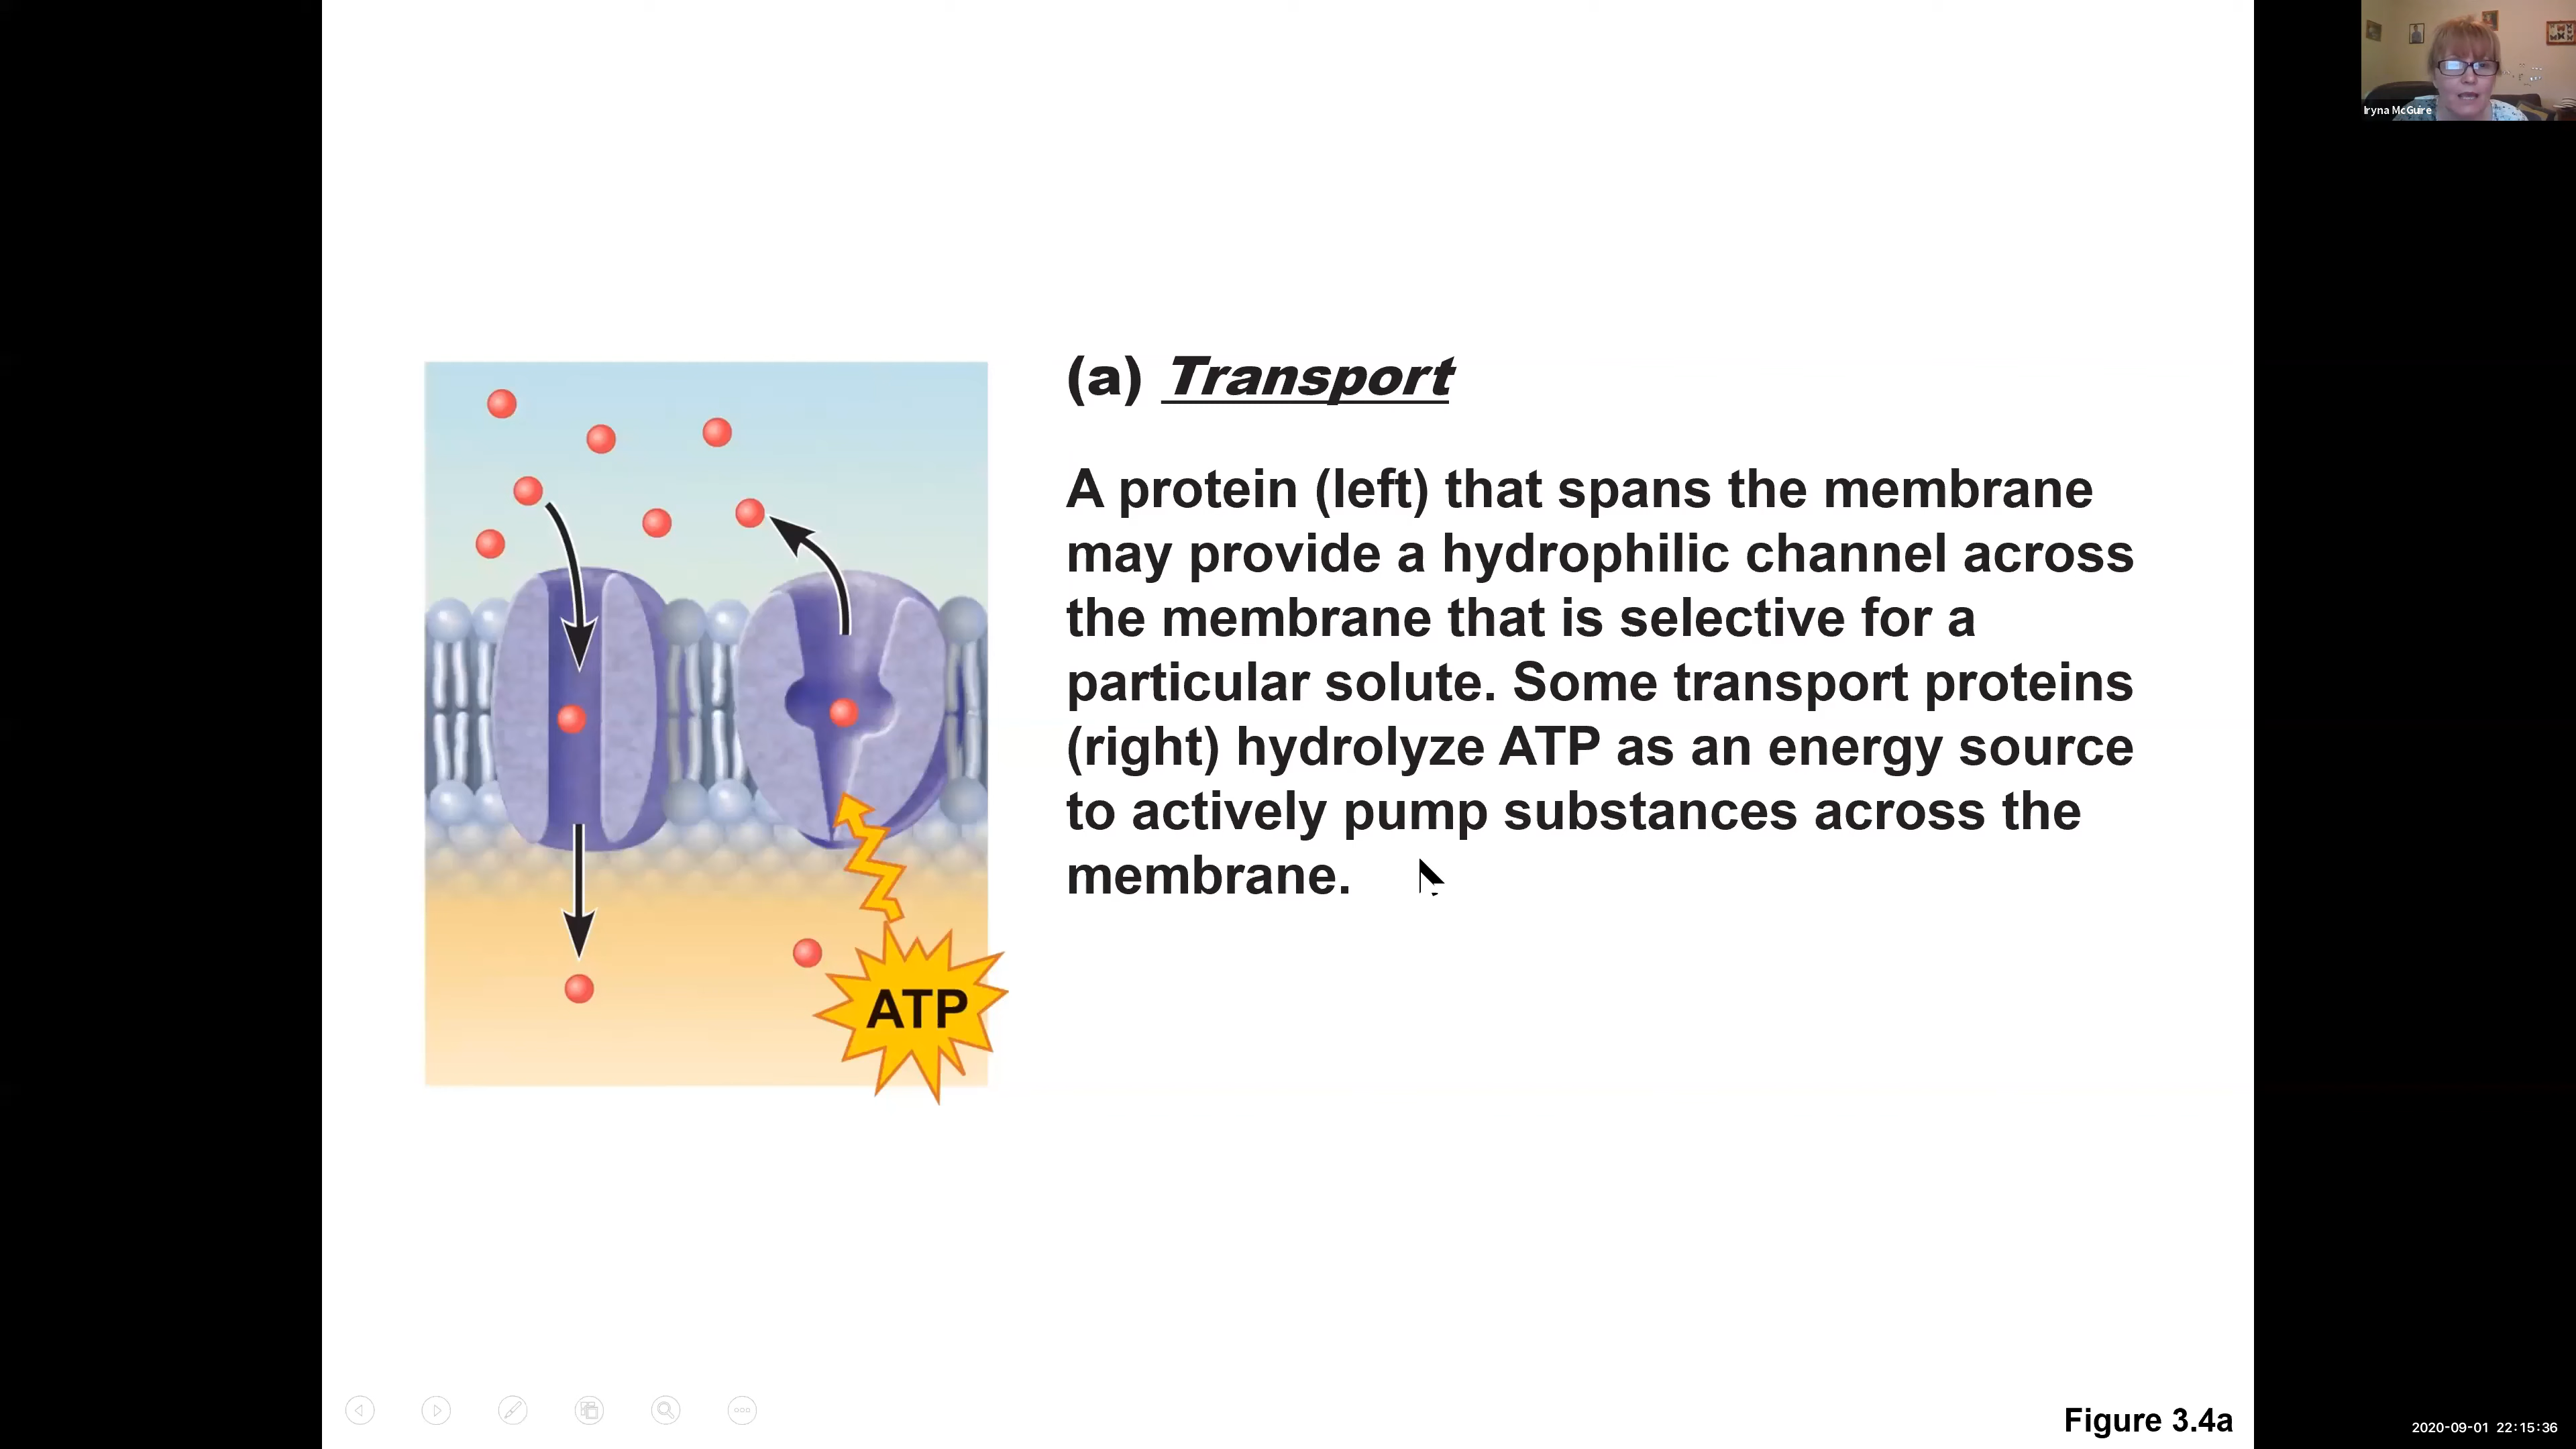 Iryna McGuire
(a) Transport
A protein (left) that spans the membrane
may provide a hydrophilic channel across
the membrane that is selective for a
particular solute. Some transport proteins
(right) hydrolyze ATP as an energy source
to actively pump substances across the
membrane.
ATP
Figure 3.4a
2020-09-01 22:15:36